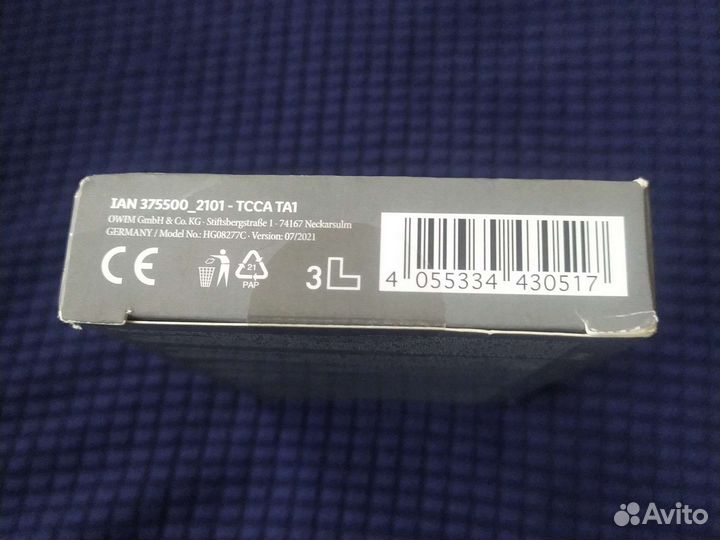 IAN 375500_2101 - TCCA TA1
OWIM GmbH & Co. KG · Stiftsbergstraße 1 · 74167 Neckarsulm
GERMANY / Model No.: HG08277C · Version: 07/2021
CE
21
PAP
3
4 055334 430517
Avito